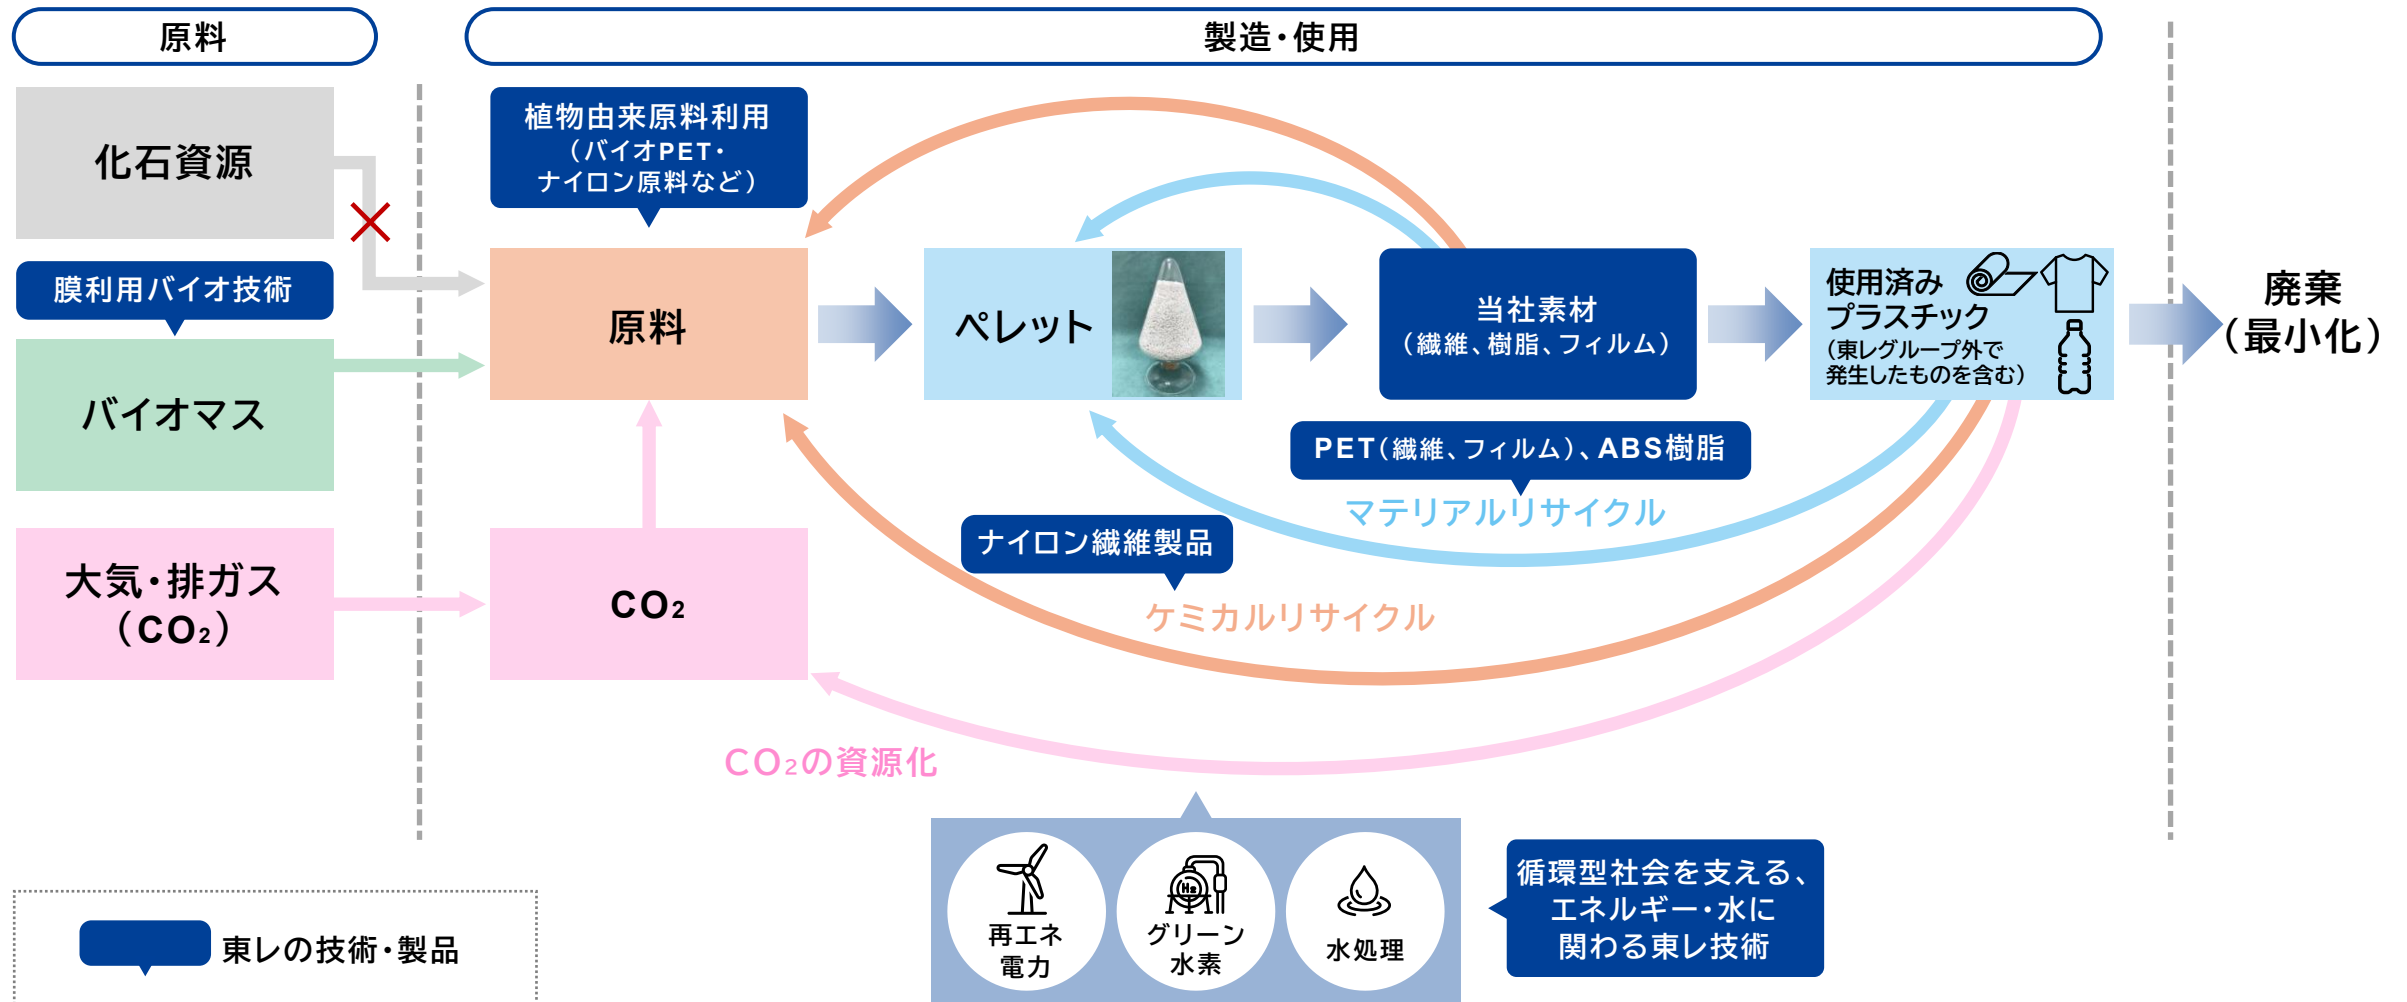 原料
製造・使用
化石資源
膜利用バイオ技術
バイオマス
大気・排ガス
（CO₂）
植物由来原料利用
（バイオPET・
ナイロン原料など）
原料
CO₂
ペレット
当社素材
（繊維、樹脂、フィルム）
使用済み
プラスチック
（東レグループ外で
発生したものを含む）
廃棄
（最小化）
PET（繊維、フィルム）、ABS樹脂
マテリアルリサイクル
ナイロン繊維製品
ケミカルリサイクル
CO₂の資源化
H₂
再エネ
電力
グリーン
水素
水処理
循環型社会を支える、
エネルギー・水に
関わる東レ技術
東レの技術・製品